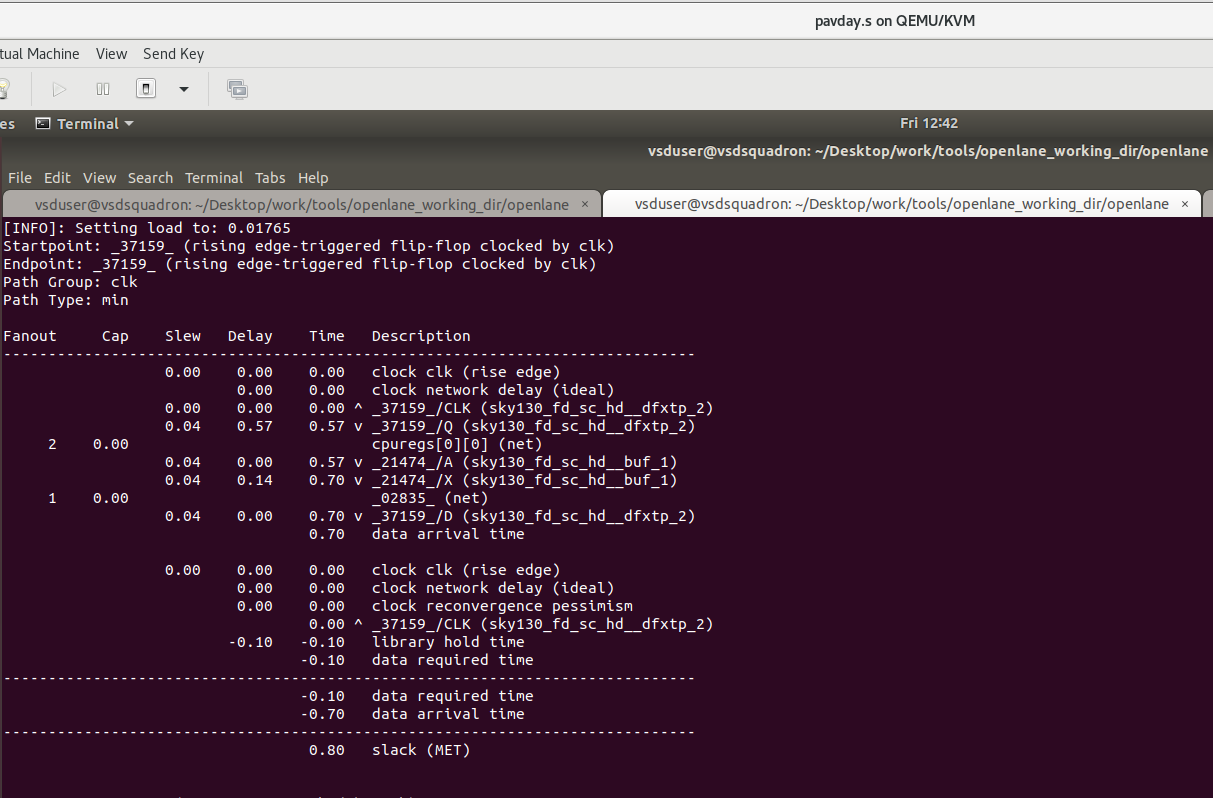 pavday.s on QEMU/KVM
tual Machine View Send Key
es Terminal Fri 12:42
vsduser@vsdsquadron: ~/Desktop/work/tools/openlane_working_dir/openlane
File Edit View Search Terminal Tabs Help
vsduser@vsdsquadron: ~/Desktop/work/tools/openlane_working_dir/openlane × vsduser@vsdsquadron: ~/Desktop/work/tools/openlane_working_dir/openlane ×
[INFO]: Setting load to: 0.01765
Startpoint: _37159_ (rising edge-triggered flip-flop clocked by clk)
Endpoint: _37159_ (rising edge-triggered flip-flop clocked by clk)
Path Group: clk
Path Type: min
Fanout     Cap    Slew   Delay    Time   Description
-----------------------------------------------------------------------------
                  0.00    0.00    0.00   clock clk (rise edge)
                          0.00    0.00   clock network delay (ideal)
                  0.00    0.00    0.00 ^ _37159_/CLK (sky130_fd_sc_hd__dfxtp_2)
                  0.04    0.57    0.57 v _37159_/Q (sky130_fd_sc_hd__dfxtp_2)
     2    0.00                           cpuregs[0][0] (net)
                  0.04    0.00    0.57 v _21474_/A (sky130_fd_sc_hd__buf_1)
                  0.04    0.14    0.70 v _21474_/X (sky130_fd_sc_hd__buf_1)
     1    0.00                           _02835_ (net)
                  0.04    0.00    0.70 v _37159_/D (sky130_fd_sc_hd__dfxtp_2)
                                  0.70   data arrival time
                  0.00    0.00    0.00   clock clk (rise edge)
                          0.00    0.00   clock network delay (ideal)
                          0.00    0.00   clock reconvergence pessimism
                                  0.00 ^ _37159_/CLK (sky130_fd_sc_hd__dfxtp_2)
                         -0.10   -0.10   library hold time
                                 -0.10   data required time
-----------------------------------------------------------------------------
                                 -0.10   data required time
                                 -0.70   data arrival time
-----------------------------------------------------------------------------
                                  0.80   slack (MET)